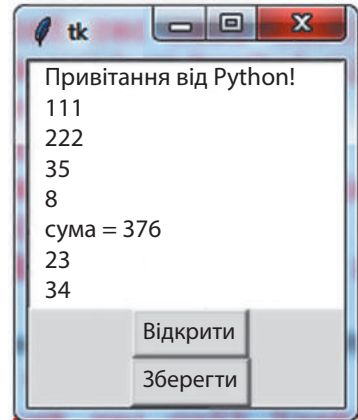 tk
Привітання від Python!
111
222
35
8
сума = 376
23
34
Відкрити
Зберегти